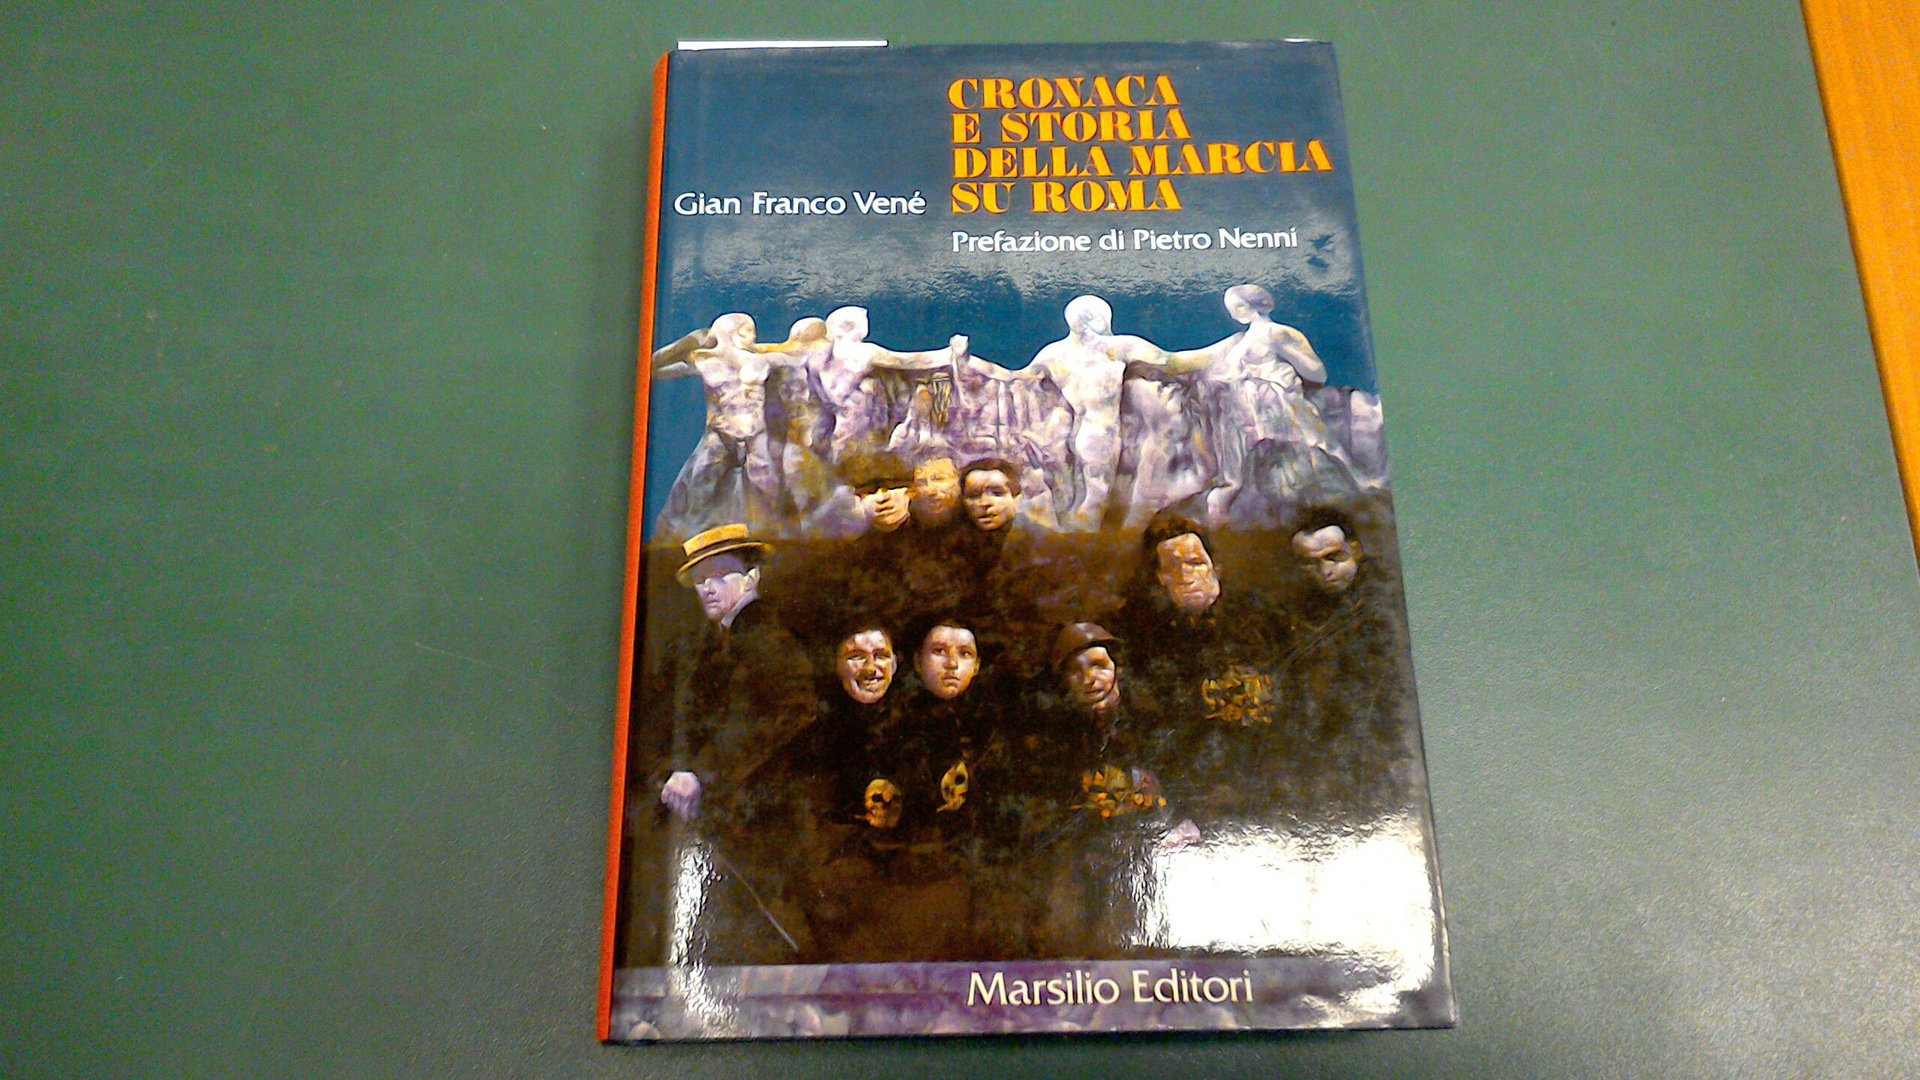 CRONACA
E STORIA
DELLA MARCIA
SU ROMA
Gian Franco Vené
Prefazione di Pietro Nenni
Marsilio Editori